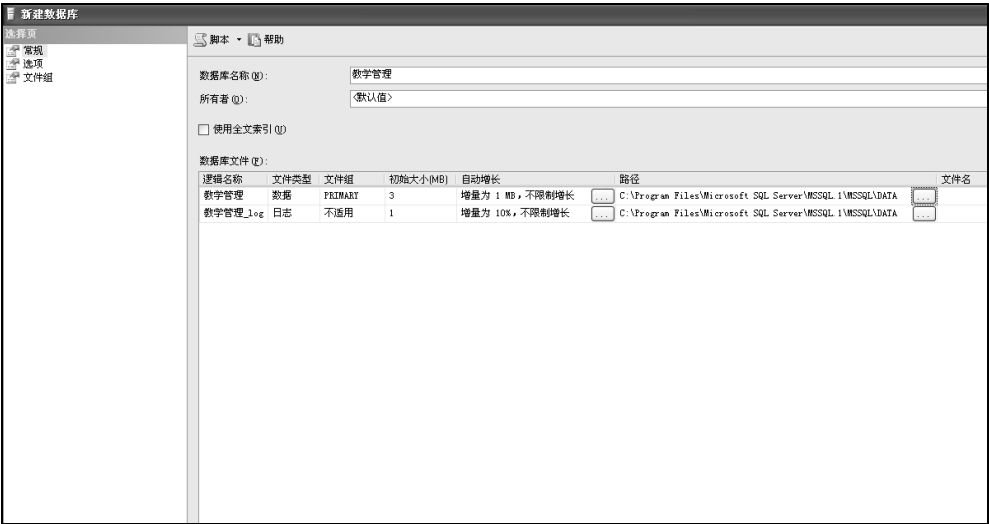 新建数据库
选择页
常规
选项
文件组
脚本 帮助
数据库名称(N): 教学管理
所有者(O): <默认值>
使用全文索引(U)
数据库文件(F):
逻辑名称 文件类型 文件组 初始大小(MB) 自动增长 路径 文件名
教学管理 数据 PRIMARY 3 增量为 1 MB，不限制增长 ... C:\Program Files\Microsoft SQL Server\MSSQL.1\MSSQL\DATA ...
教学管理_log 日志 不适用 1 增量为 10%，不限制增长 ... C:\Program Files\Microsoft SQL Server\MSSQL.1\MSSQL\DATA ...